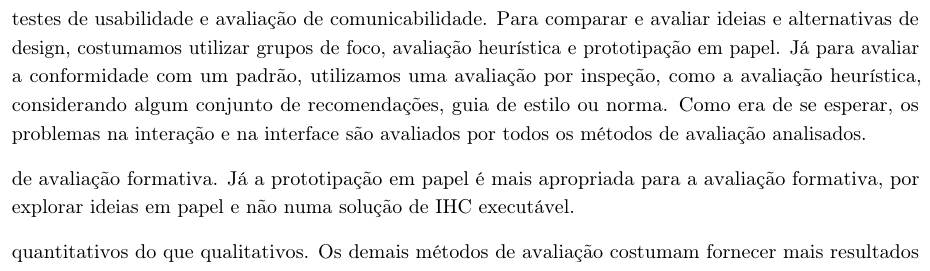 testes de usabilidade e avaliação de comunicabilidade. Para comparar e avaliar ideias e alternativas de
design, costumamos utilizar grupos de foco, avaliação heurística e prototipação em papel. Já para avaliar
a conformidade com um padrão, utilizamos uma avaliação por inspeção, como a avaliação heurística,
considerando algum conjunto de recomendações, guia de estilo ou norma. Como era de se esperar, os
problemas na interação e na interface são avaliados por todos os métodos de avaliação analisados.
de avaliação formativa. Já a prototipação em papel é mais apropriada para a avaliação formativa, por
explorar ideias em papel e não numa solução de IHC executável.
quantitativos do que qualitativos. Os demais métodos de avaliação costumam fornecer mais resultados